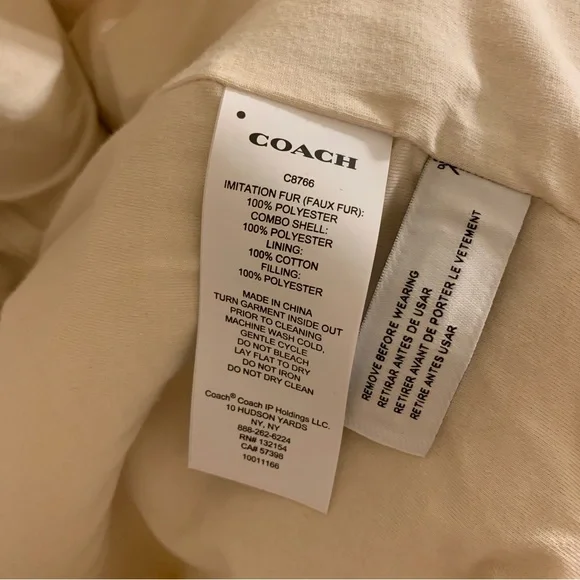 COACH
C8766
IMITATION FUR (FAUX FUR):
100% POLYESTER
COMBO SHELL:
100% POLYESTER
LINING:
100% COTTON
FILLING:
100% POLYESTER
MADE IN CHINA
TURN GARMENT INSIDE OUT
PRIOR TO CLEANING
MACHINE WASH COLD,
GENTLE CYCLE
DO NOT BLEACH
LAY FLAT TO DRY
DO NOT IRON
DO NOT DRY CLEAN
Coach® Coach IP Holdings LLC.
10 HUDSON YARDS
NY, NY
888-262-6224
RN# 132154
CA# 57398
10011166
REMOVE BEFORE WEARING
RETIRAR ANTES DE USAR
RETIRER AVANT DE PORTER LE VETEMENT
RETIRE ANTES USAR